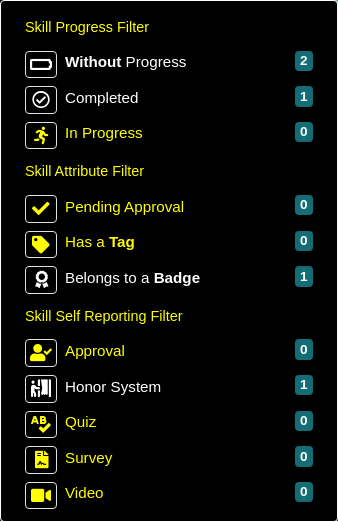 Skill Progress Filter
Without Progress 2
Completed 1
In Progress 0
Skill Attribute Filter
Pending Approval 0
Has a Tag 0
Belongs to a Badge 1
Skill Self Reporting Filter
Approval 0
Honor System 1
AB Quiz 0
Survey 0
Video 0